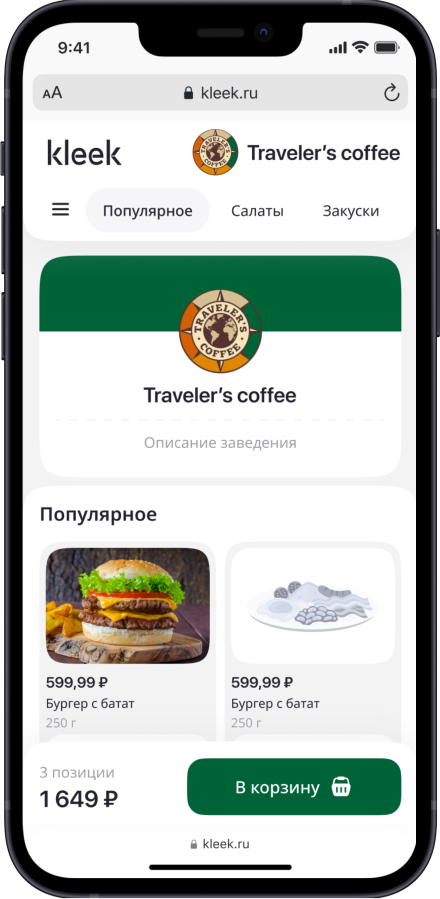 9:41
AA
kleek.ru
kleek
TRAVELER'S
COFFEE
Traveler's coffee
Популярное
Салаты
Закуски
TRAVELER'S
COFFEE
Traveler's coffee
Описание заведения
Популярное
599,99 ₽
599,99 ₽
Бургер с батат
Бургер с батат
250 г
250 г
3 позиции
1 649 ₽
В корзину
kleek.ru